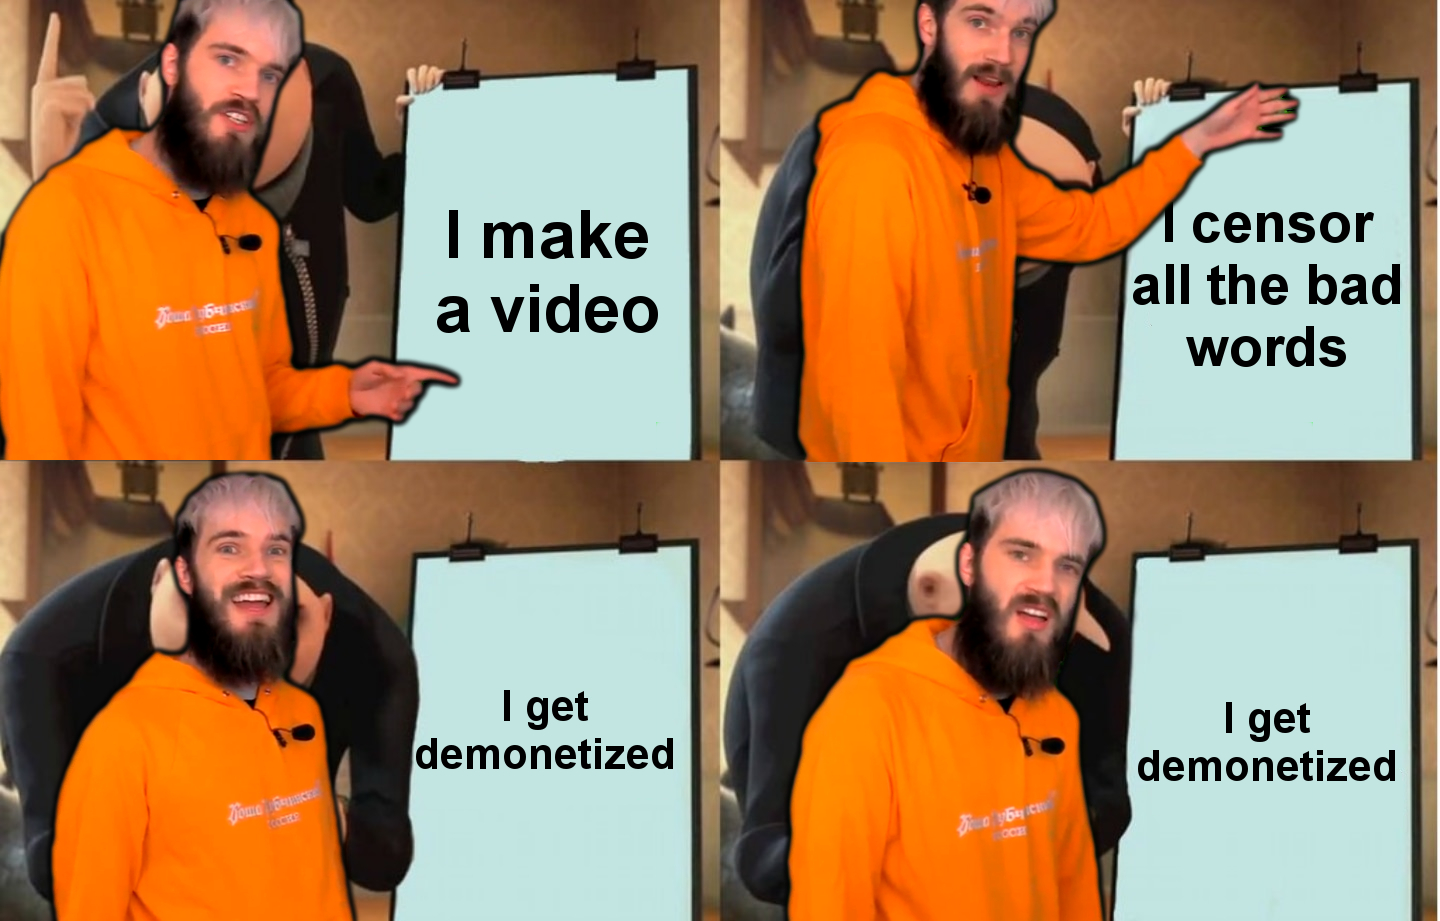 I make
a video
I censor
all the bad
words
I get
demonetized
I get
demonetized